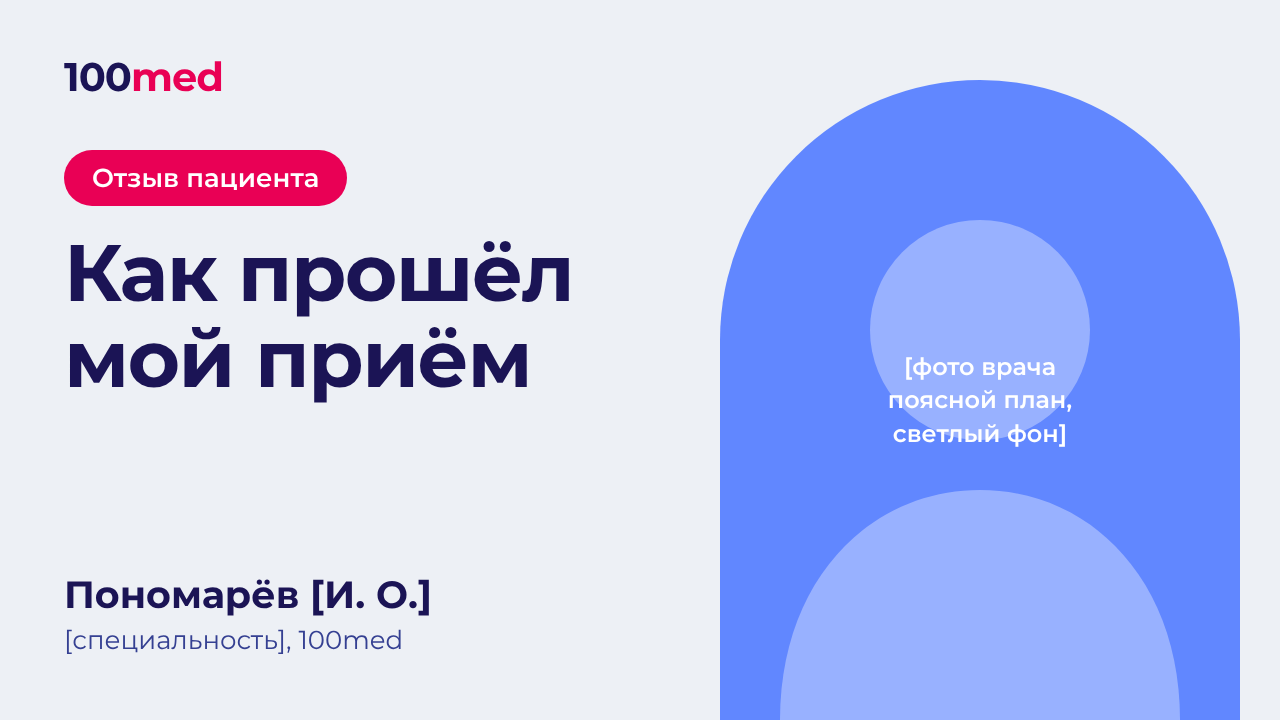 100med
Отзыв пациента
Как прошёл
мой приём
[фото врача
поясной план,
светлый фон]
Пономарёв [И. О.]
[специальность], 100med